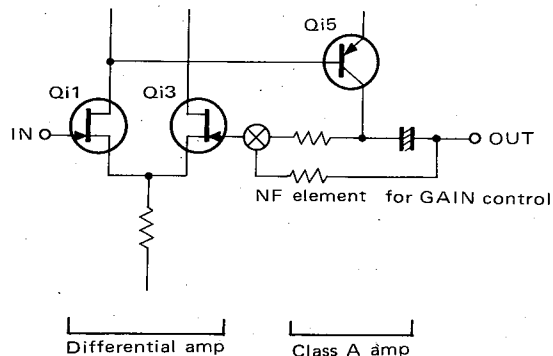 Qi5
Qi1
Qi3
IN
OUT
NF element for GAIN control
Differential amp
Class A amp